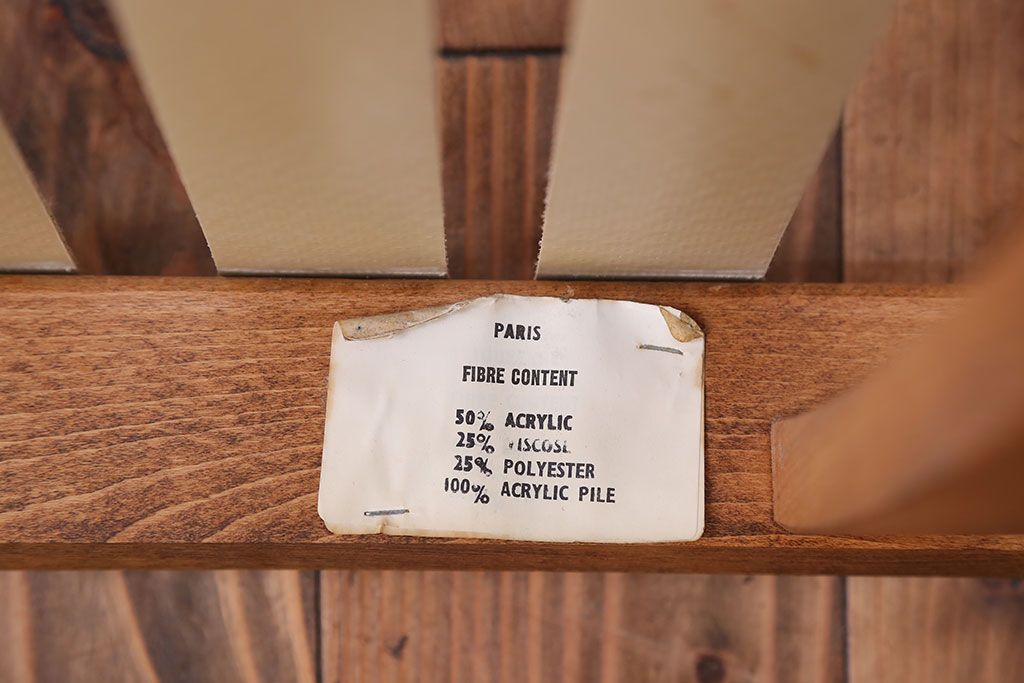 PARIS
FIBRE CONTENT
50% ACRYLIC
25% VISCOSE
25% POLYESTER
100% ACRYLIC PILE